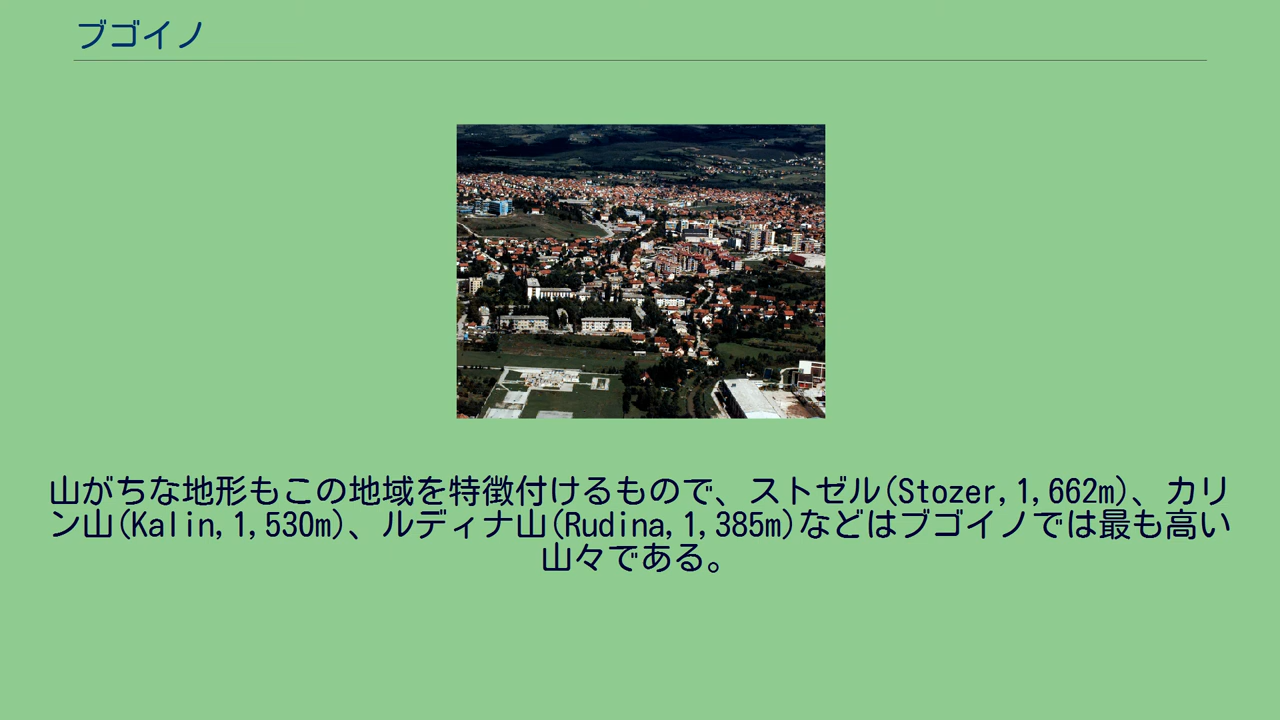 ブゴイノ
山がちな地形もこの地域を特徴付けるもので、ストゼル(Stozer,1,662m)、カリ
ン山(Kalin,1,530m)、ルディナ山(Rudina,1,385m)などはブゴイノでは最も高い
山々である。